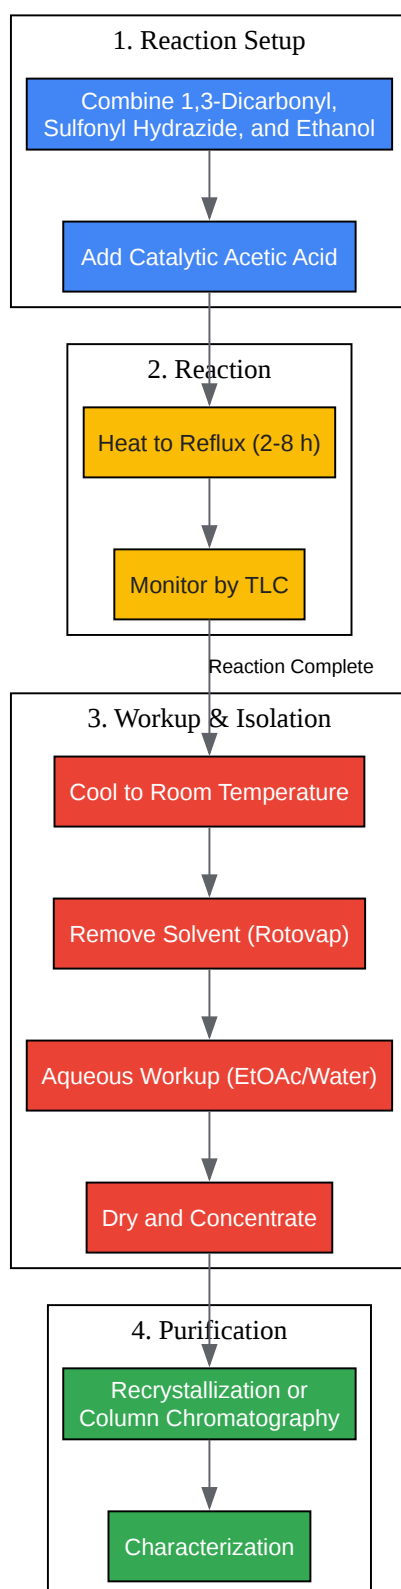 1. Reaction Setup
Combine 1,3-Dicarbonyl,
Sulfonyl Hydrazide, and Ethanol
Add Catalytic Acetic Acid
2. Reaction
Heat to Reflux (2-8 h)
Monitor by TLC
Reaction Complete
3. Workup & Isolation
Cool to Room Temperature
Remove Solvent (Rotovap)
Aqueous Workup (EtOAc/Water)
Dry and Concentrate
4. Purification
Recrystallization or
Column Chromatography
Characterization